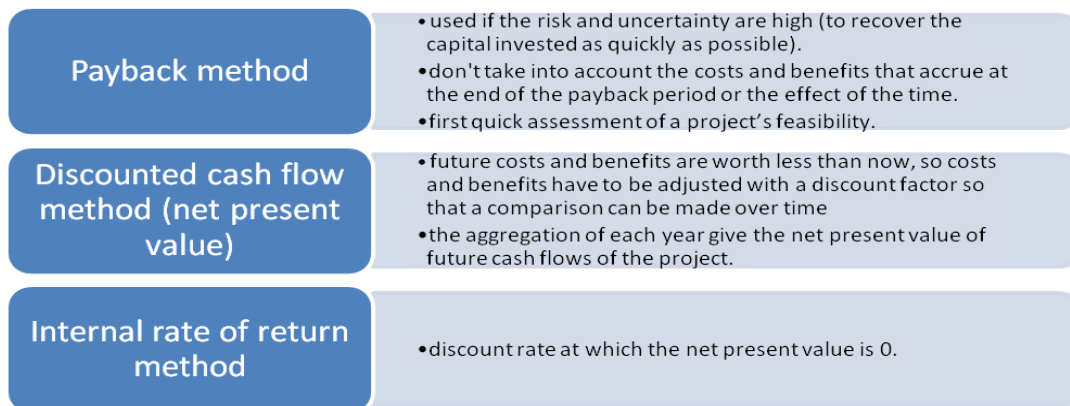 Payback method
•used if the risk and uncertainty are high (to recover the
capital invested as quickly as possible).
•don't take into account the costs and benefits that accrue at
the end of the payback period or the effect of the time.
•first quick assessment of a project’s feasibility.
Discounted cash flow
method (net present
value)
•future costs and benefits are worth less than now, so costs
and benefits have to be adjusted with a discount factor so
that a comparison can be made over time
•the aggregation of each year give the net present value of
future cash flows of the project.
Internal rate of return
method
•discount rate at which the net present value is 0.